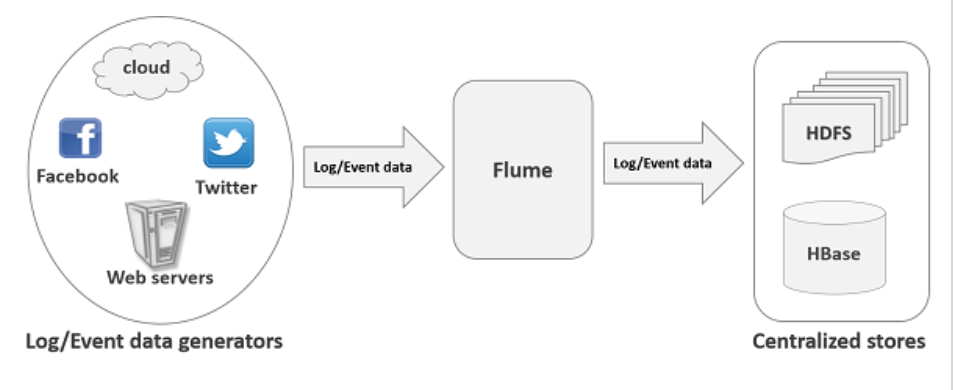 cloud
f
Facebook
Twitter
Web servers
Log/Event data generators
Log/Event data
Flume
Log/Event data
HDFS
HBase
Centralized stores